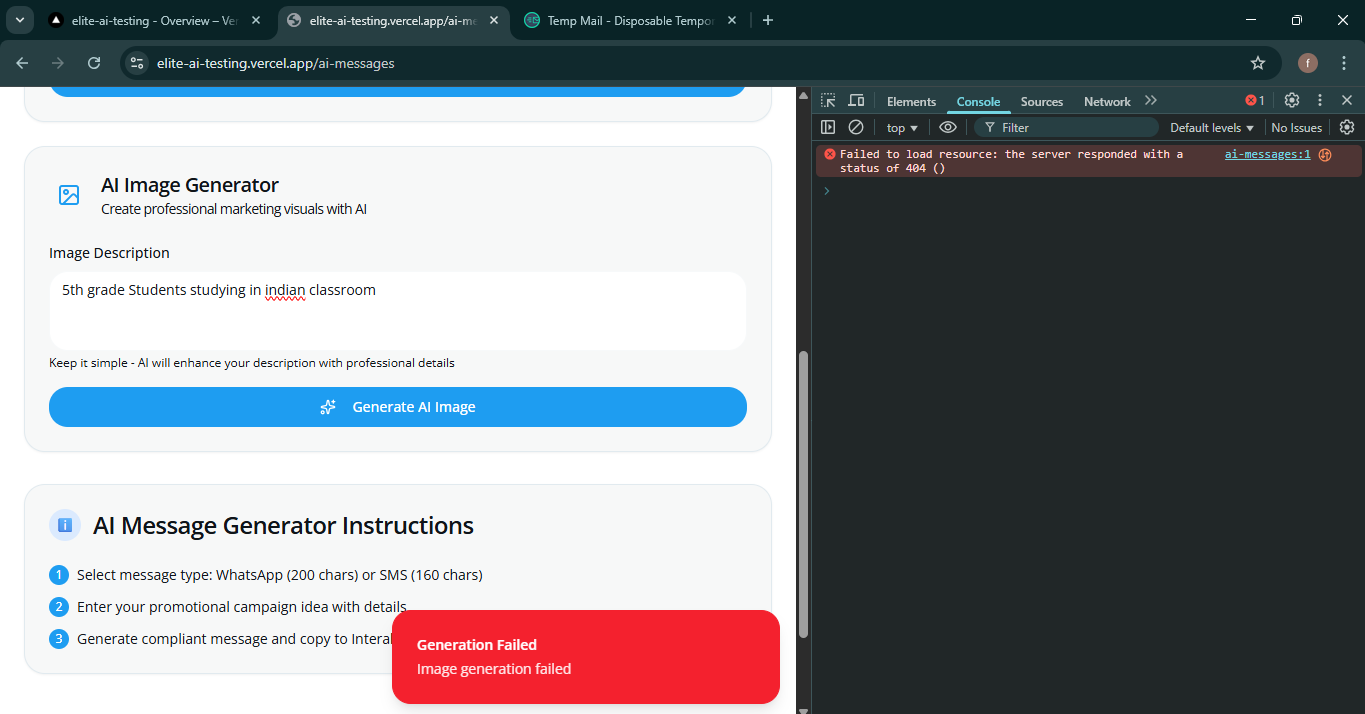 elite-ai-testing - Overview – Ve
elite-ai-testing.vercel.app/ai-me
Temp Mail - Disposable Tempor
elite-ai-testing.vercel.app/ai-messages
f
Elements
Console
Sources
Network
1
top
Filter
Default levels
No Issues
Failed to load resource: the server responded with a
status of 404 ()
ai-messages:1
AI Image Generator
Create professional marketing visuals with AI
Image Description
5th grade Students studying in indian classroom
Keep it simple - AI will enhance your description with professional details
Generate AI Image
AI Message Generator Instructions
1 Select message type: WhatsApp (200 chars) or SMS (160 chars)
2 Enter your promotional campaign idea with details
3 Generate compliant message and copy to Intera
Generation Failed
Image generation failed